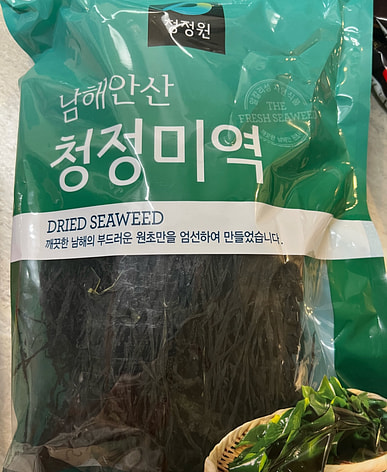 청정원
남해안산
THE
FRESH SEAWEED
청정미역
DRIED SEAWEED
깨끗한 남해의 부드러운 원초만을 엄선하여 만들었습니다.